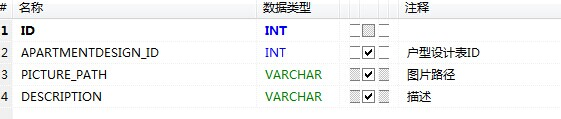 # 名称 数据类型 注释
1 ID INT
2 APARTMENTDESIGN_ID INT 户型设计表ID
3 PICTURE_PATH VARCHAR 图片路径
4 DESCRIPTION VARCHAR 描述